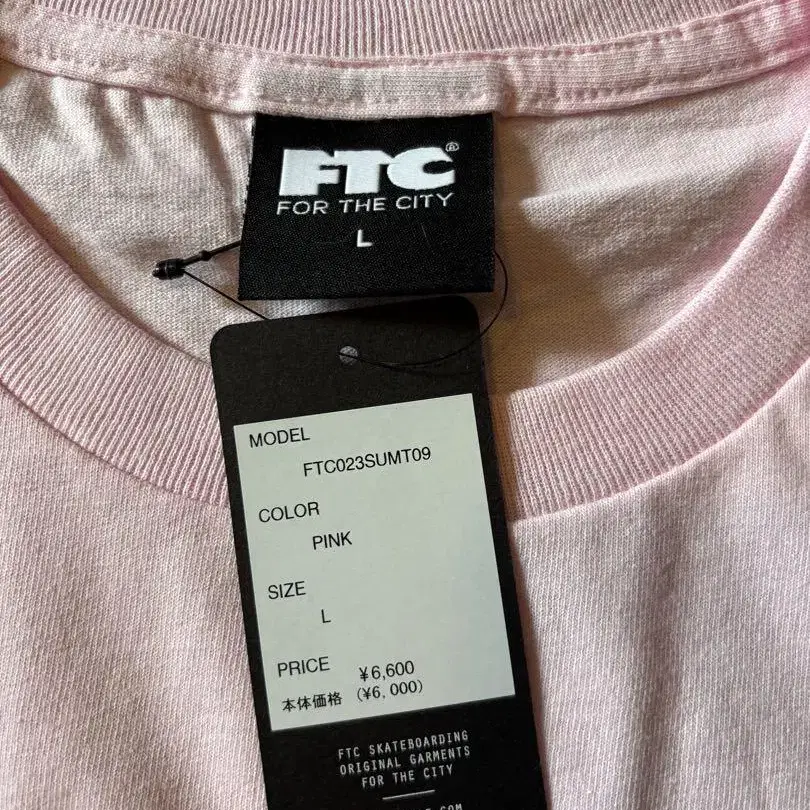 FTC®
FOR THE CITY
L
MODEL
FTC023SUMT09
COLOR
PINK
SIZE
L
PRICE ¥6,600
本体価格 (¥6,000)
FTC SKATEBOARDING
ORIGINAL GARMENTS
FOR THE CITY